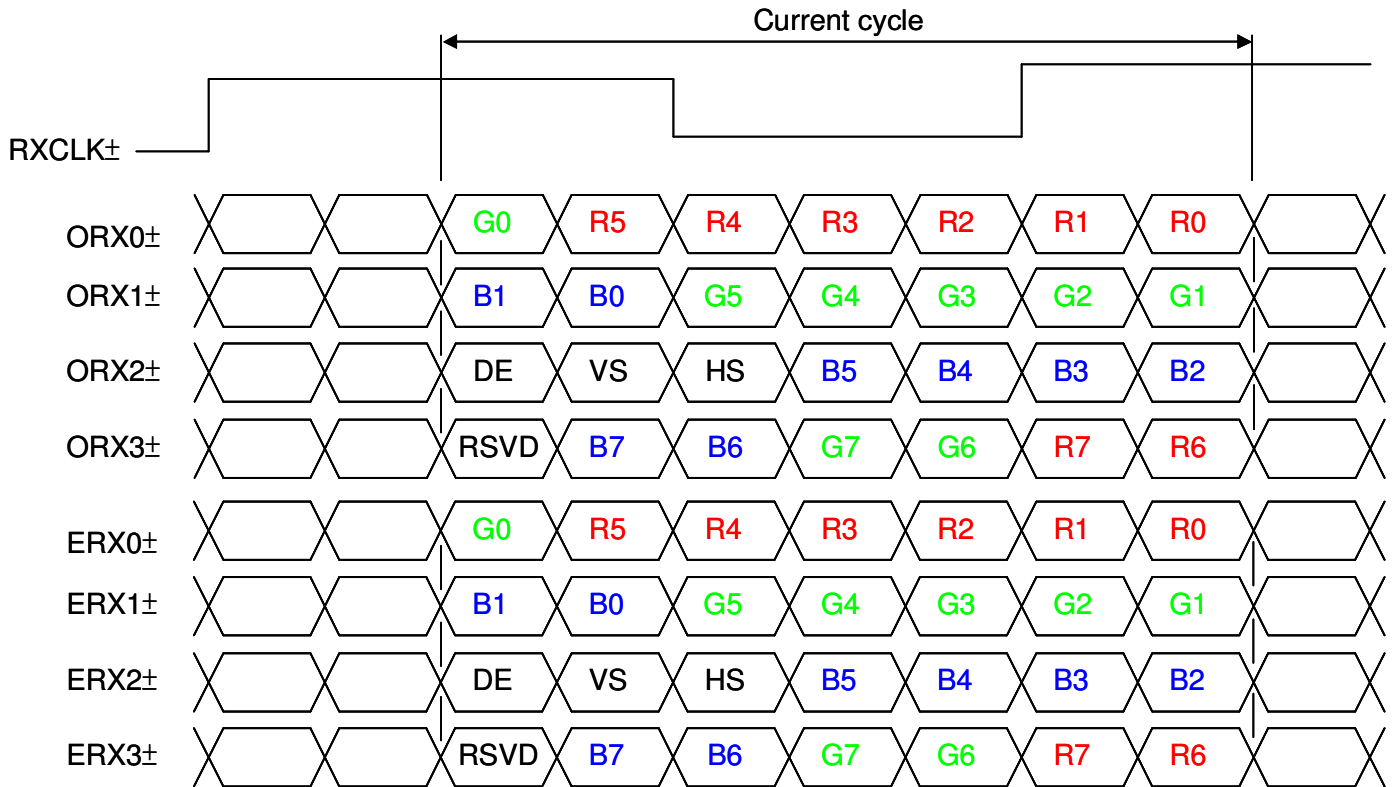 Current cycle
RXCLK±
ORX0± G0 R5 R4 R3 R2 R1 R0
ORX1± B1 B0 G5 G4 G3 G2 G1
ORX2± DE VS HS B5 B4 B3 B2
ORX3± RSVD B7 B6 G7 G6 R7 R6
ERX0± G0 R5 R4 R3 R2 R1 R0
ERX1± B1 B0 G5 G4 G3 G2 G1
ERX2± DE VS HS B5 B4 B3 B2
ERX3± RSVD B7 B6 G7 G6 R7 R6